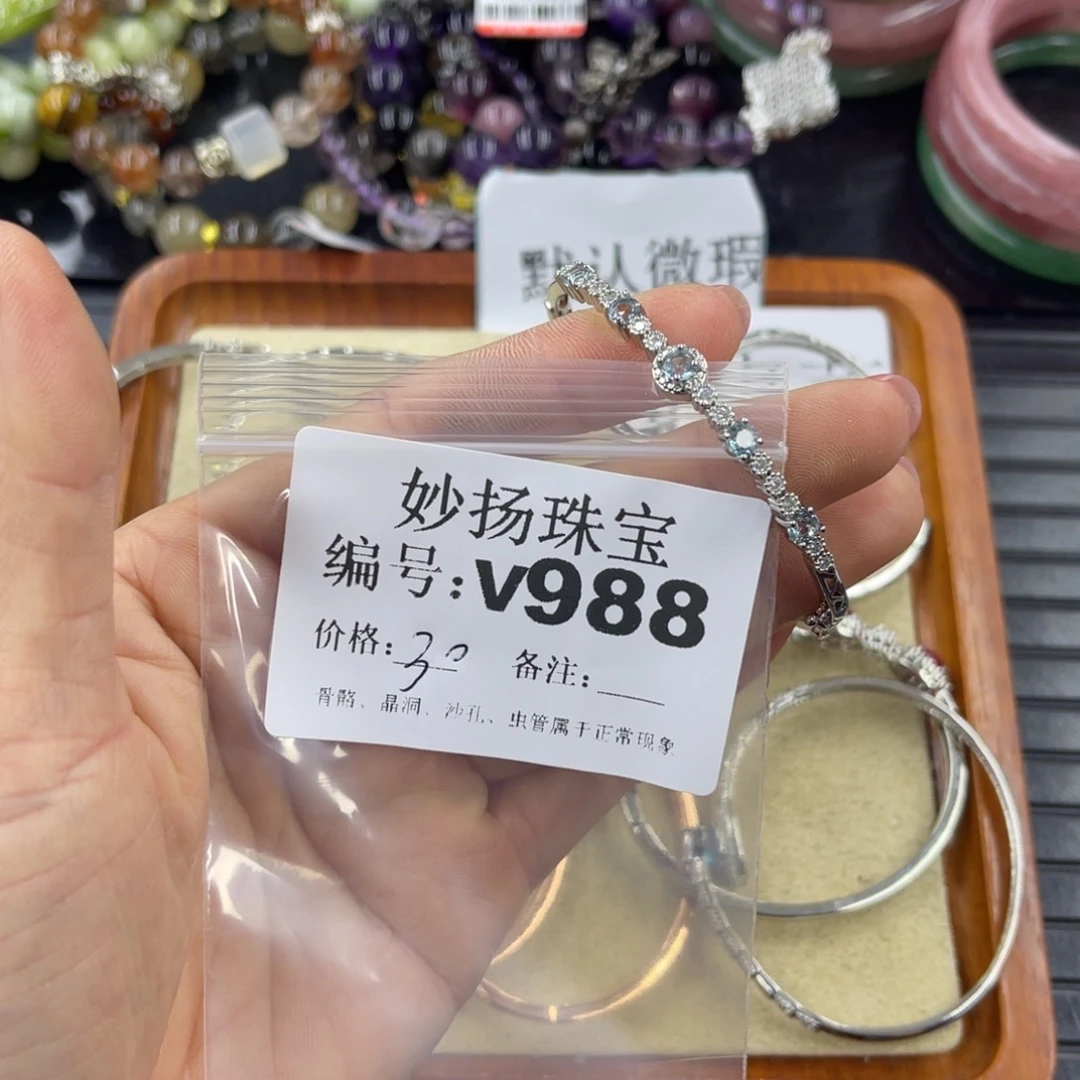 默认微瑕
妙扬珠宝
编号:v988
价格:30 备注:
骨骼、晶洞、沙孔、虫管属于正常现象